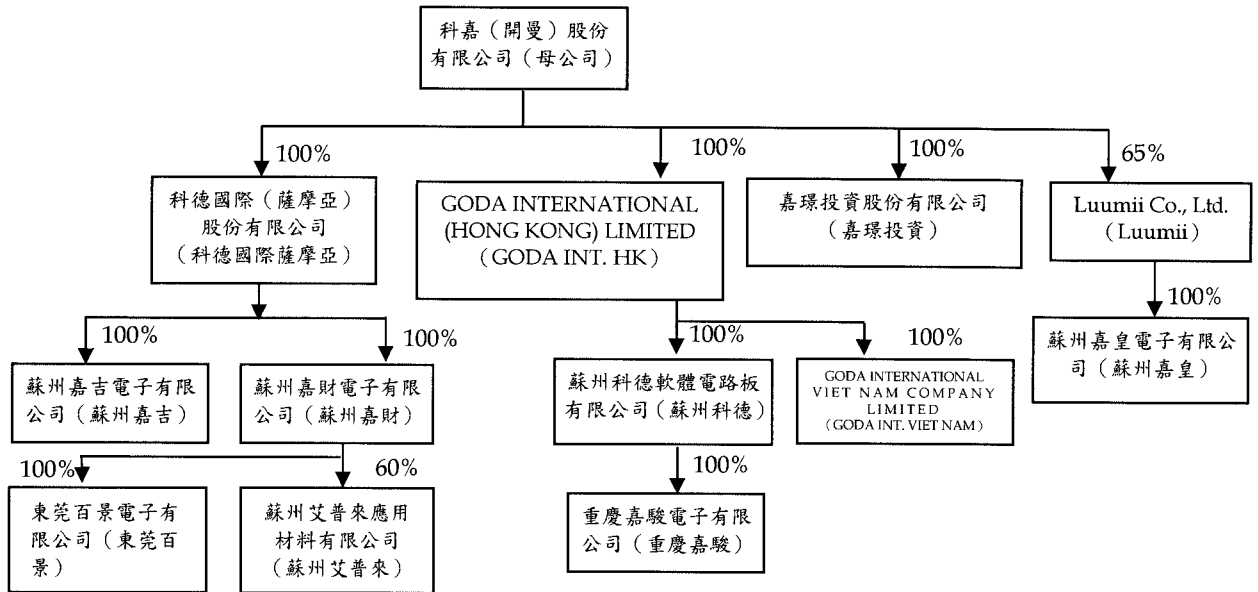 科嘉（開曼）股份
有限公司（母公司）
100%
100%
100%
65%
科德國際（薩摩亞）
股份有限公司
（科德國際薩摩亞）
GODA INTERNATIONAL
(HONG KONG) LIMITED
（GODA INT. HK）
嘉璟投資股份有限公司
（嘉璟投資）
Luumii Co., Ltd.
（Luumii）
100%
100%
100%
100%
100%
蘇州嘉吉電子有限
公司（蘇州嘉吉）
蘇州嘉財電子有限
公司（蘇州嘉財）
蘇州科德軟體電路板
有限公司（蘇州科德）
GODA INTERNATIONAL
VIET NAM COMPANY
LIMITED
(GODA INT. VIET NAM)
蘇州嘉皇電子有限公
司（蘇州嘉皇）
100%
60%
100%
東莞百景電子有
限公司（東莞百
景）
蘇州艾普來應用
材料有限公司
（蘇州艾普來）
重慶嘉駿電子有限
公司（重慶嘉駿）